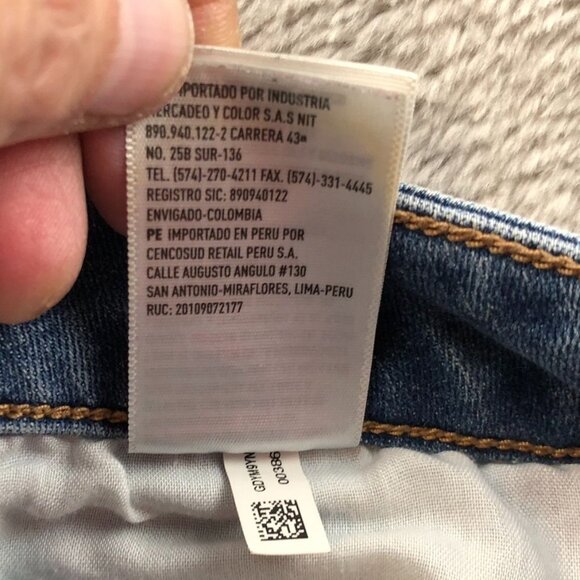 IMPORTADO POR INDUSTRIA
MERCADEO Y COLOR S.A.S NIT
890.940.122-2 CARRERA 43ª
NO. 25B SUR-136
TEL. (574)-270-4211 FAX. (574)-331-4445
REGISTRO SIC: 890940122
ENVIGADO-COLOMBIA
PE IMPORTADO EN PERU POR
CENCOSUD RETAIL PERU S.A.
CALLE AUGUSTO ANGULO #130
SAN ANTONIO-MIRAFLORES, LIMA-PERU
RUC: 20109072177